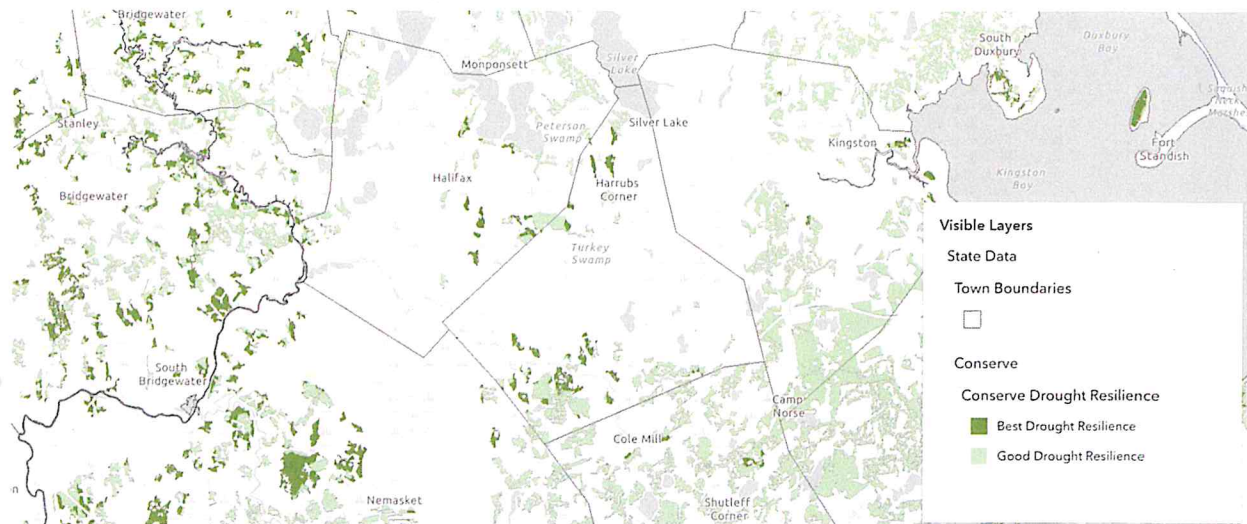 Bridgewater
Monponsett
Silver
Lake
South
Duxbury
Duxbury
Bay
Stanley
Peterson
Swamp
Silver Lake
Kingston
Fort
Standish
Bridgewater
Halifax
Harrubs
Corner
Kingston
Bay
Turkey
Swamp
South
Bridgewater
Camp
Norse
Cole Mill
Nemasket
Shutleff
Corner
Visible Layers
State Data
Town Boundaries
Conserve
Conserve Drought Resilience
Best Drought Resilience
Good Drought Resilience